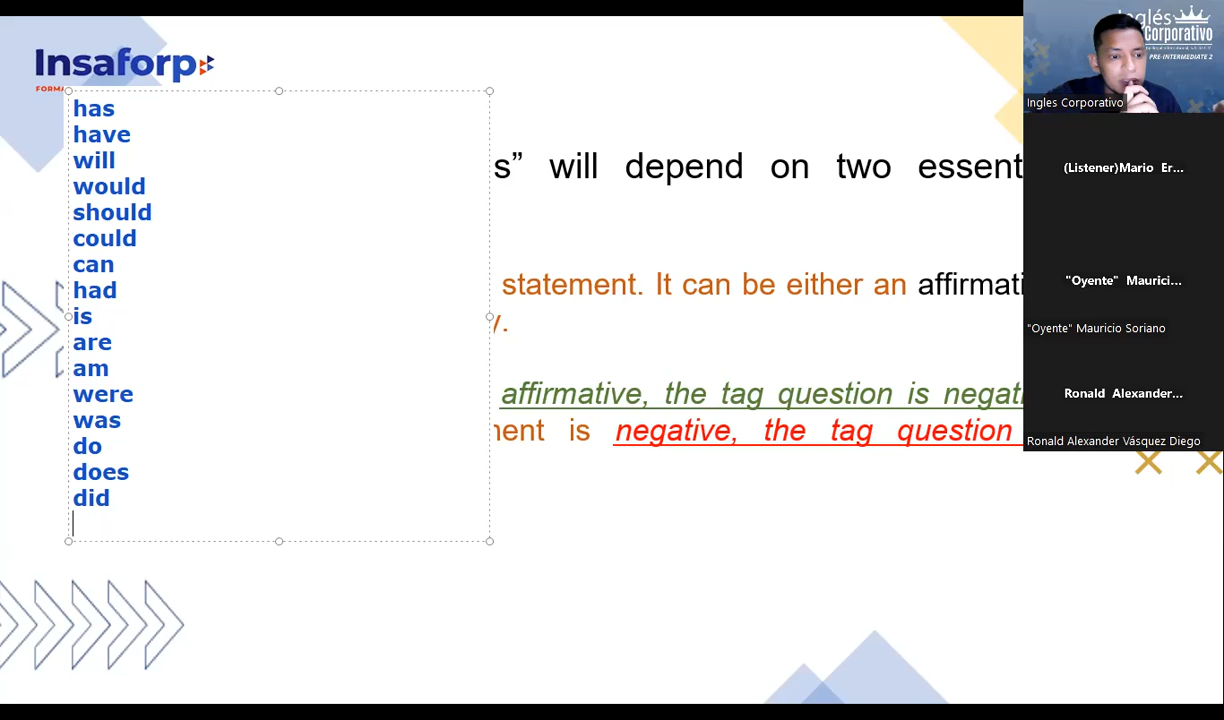 Insaforp
FORMA
has
have
will
would
should
could
can
had
is
are
am
were
was
do
does
did
s” will depend on two essent
statement. It can be either an affirmati
y.
affirmative, the tag question is negati
ment is negative, the tag question
Inglés
Corporativo
PRE-INTERMEDIATE 2
Ingles Corporativo
(Listener)Mario Er...
"Oyente" Maurici...
"Oyente" Mauricio Soriano
Ronald Alexander...
Ronald Alexander Vásquez Diego